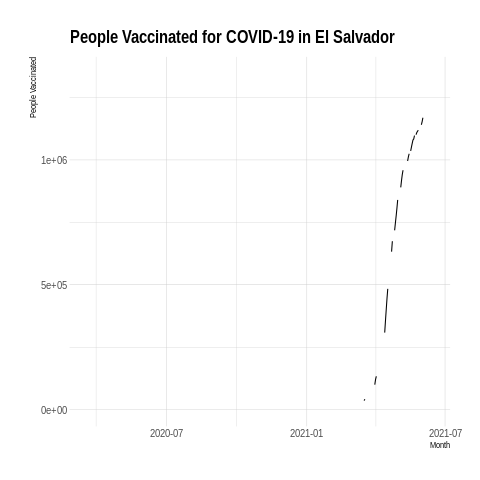 People Vaccinated for COVID-19 in El Salvador
People Vaccinated
1e+06
5e+05
0e+00
2020-07
2021-01
2021-07
Month